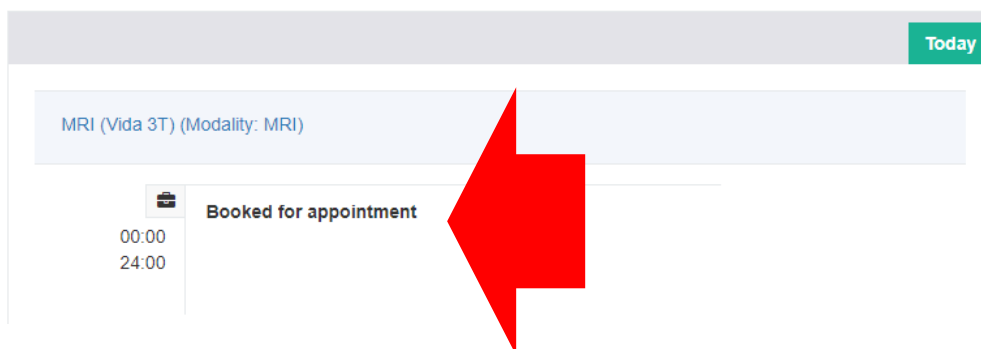 Today
MRI (Vida 3T) (Modality: MRI)
Booked for appointment
00:00
24:00